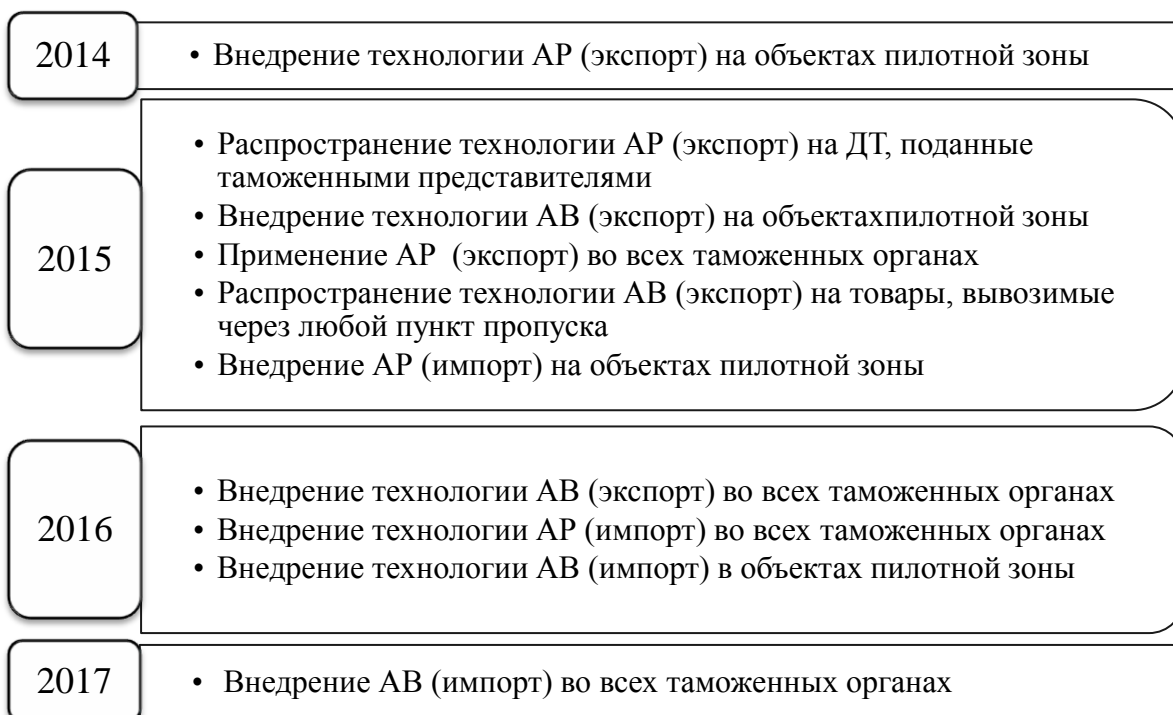 2014
• Внедрение технологии АР (экспорт) на объектах пилотной зоны
2015
• Распространение технологии АР (экспорт) на ДТ, поданные
таможенными представителями
• Внедрение технологии АВ (экспорт) на объектахпилотной зоны
• Применение АР (экспорт) во всех таможенных органах
• Распространение технологии АВ (экспорт) на товары, вывозимые
через любой пункт пропуска
• Внедрение АР (импорт) на объектах пилотной зоны
2016
• Внедрение технологии АВ (экспорт) во всех таможенных органах
• Внедрение технологии АР (импорт) во всех таможенных органах
• Внедрение технологии АВ (импорт) в объектах пилотной зоны
2017
• Внедрение АВ (импорт) во всех таможенных органах